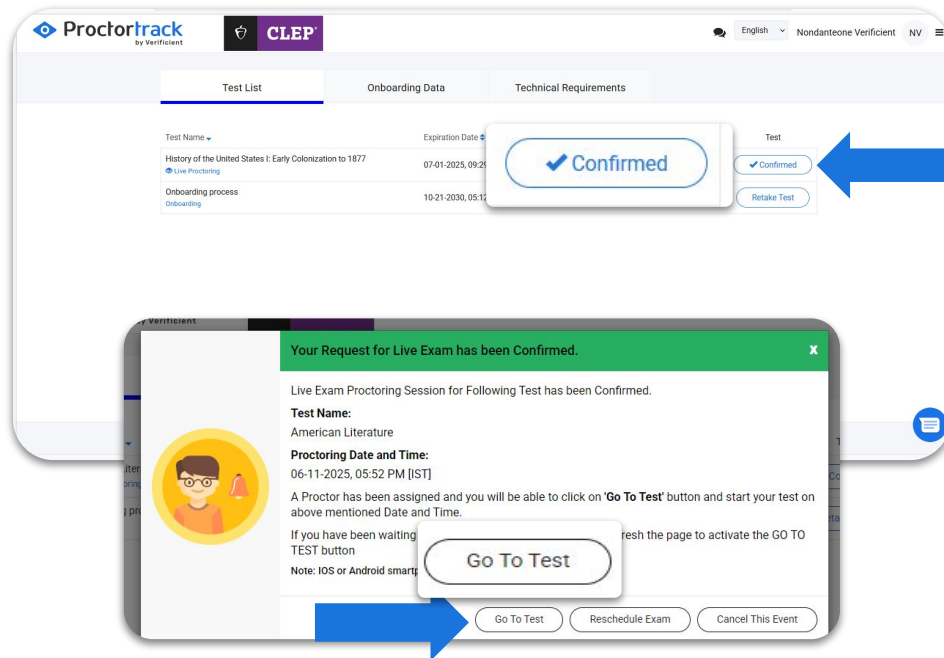 Proctortrack
by Verificient
CLEP
English
Nondanteone Verificient NV
Test List
Onboarding Data
Technical Requirements
Test Name
Expiration Date
Test
History of the United States I: Early Colonization to 1877
Live Proctoring
07-01-2025, 09:29
Confirmed
Confirmed
Onboarding process
Onboarding
10-21-2030, 05:12
Retake Test
by Verificient
Your Request for Live Exam has been Confirmed.
X
Live Exam Proctoring Session for Following Test has been Confirmed.
Test Name:
American Literature
Proctoring Date and Time:
06-11-2025, 05:52 PM [IST]
A Proctor has been assigned and you will be able to click on 'Go To Test' button and start your test on
above mentioned Date and Time.
If you have been waiting resh the page to activate the GO TO
TEST button
Go To Test
Note: IOS or Android smartp
Go To Test
Reschedule Exam
Cancel This Event